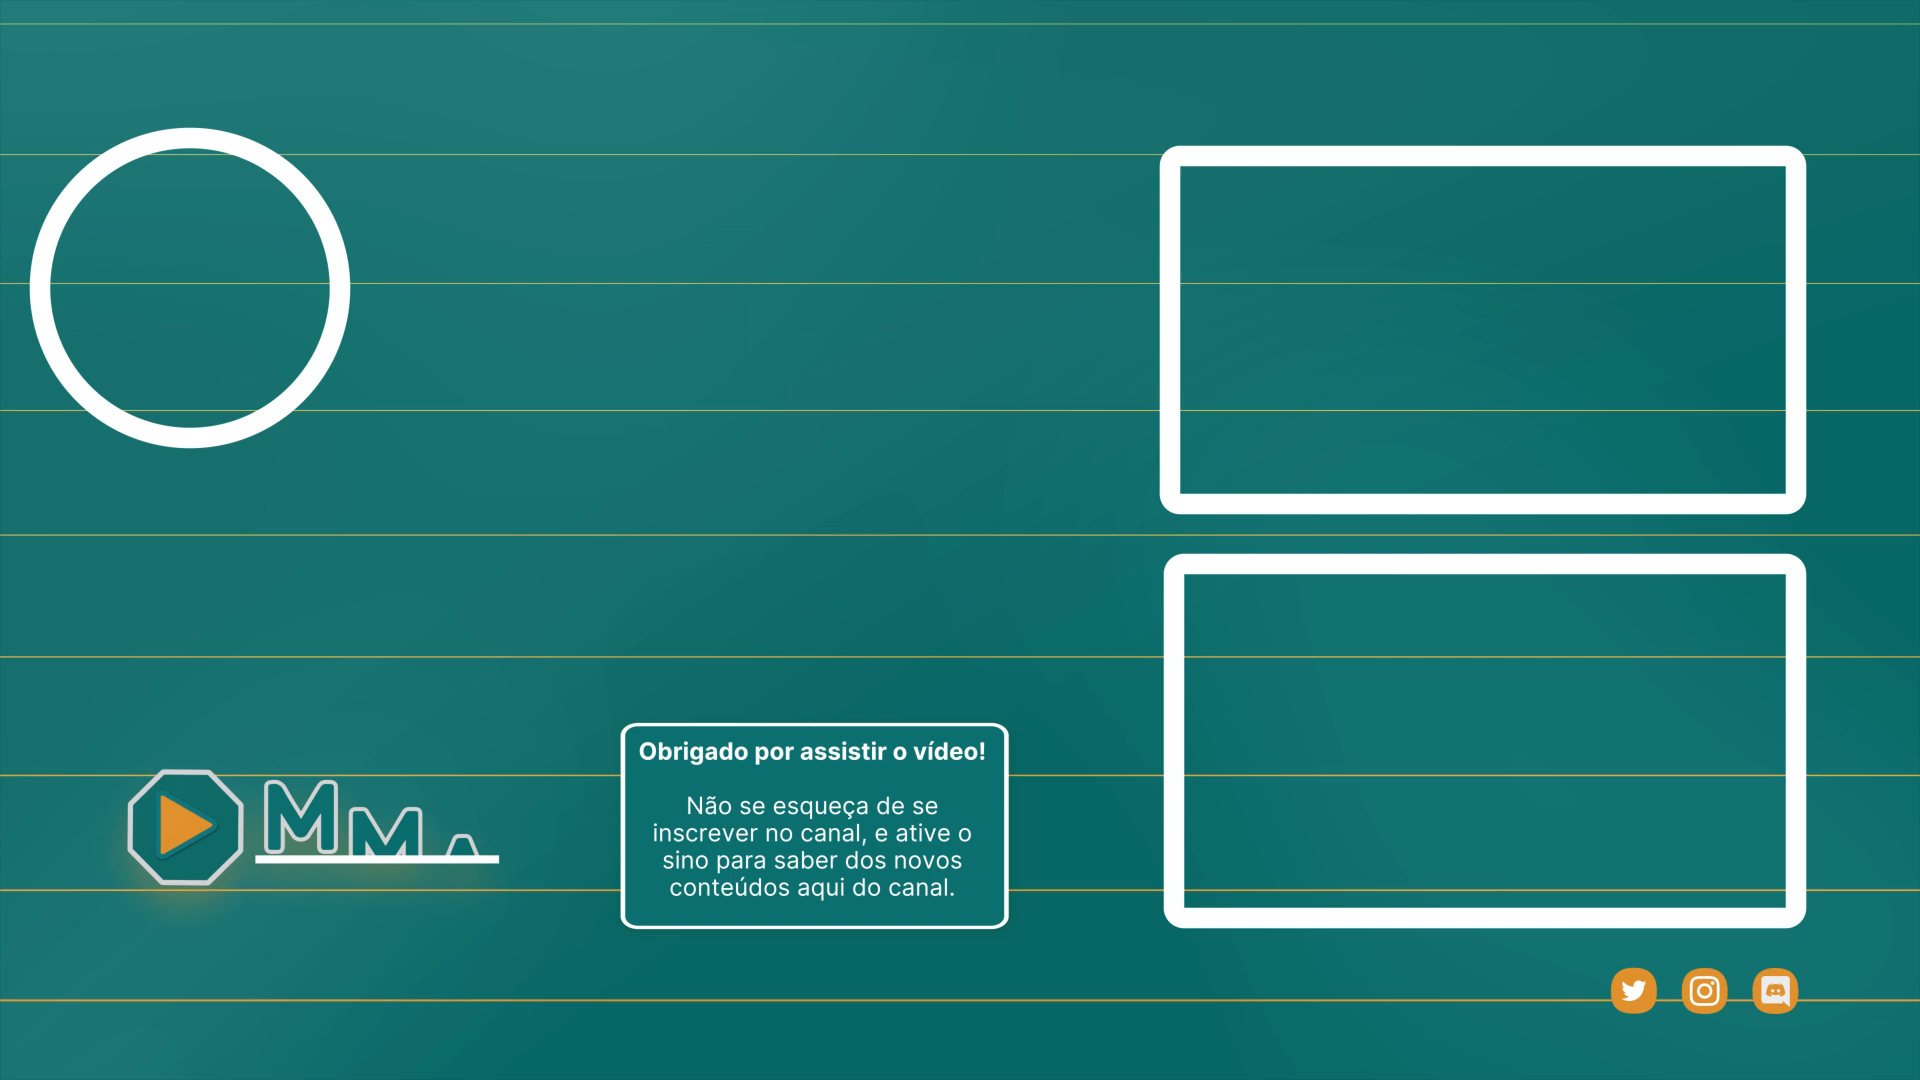 MMA
Obrigado por assistir o vídeo!
Não se esqueça de se
inscrever no canal, e ative o
sino para saber dos novos
conteúdos aqui do canal.